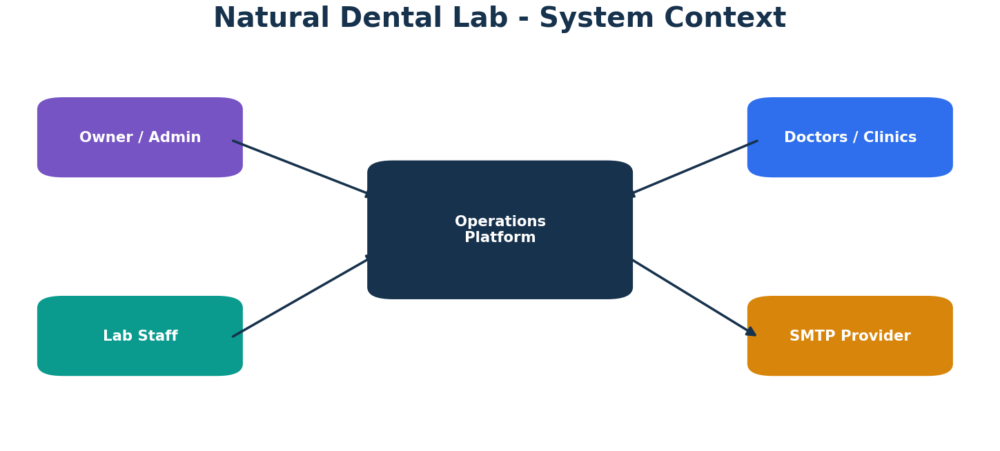 Natural Dental Lab - System Context
Owner / Admin
Doctors / Clinics
Operations
Platform
Lab Staff
SMTP Provider